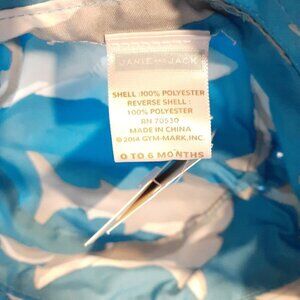 JANIE AND JACK
SHELL :100% POLYESTER
REVERSE SHELL :
100% POLYESTER
RN 70530
MADE IN CHINA
©2014 GYM-MARK, INC.
0 TO 6 MONTHS